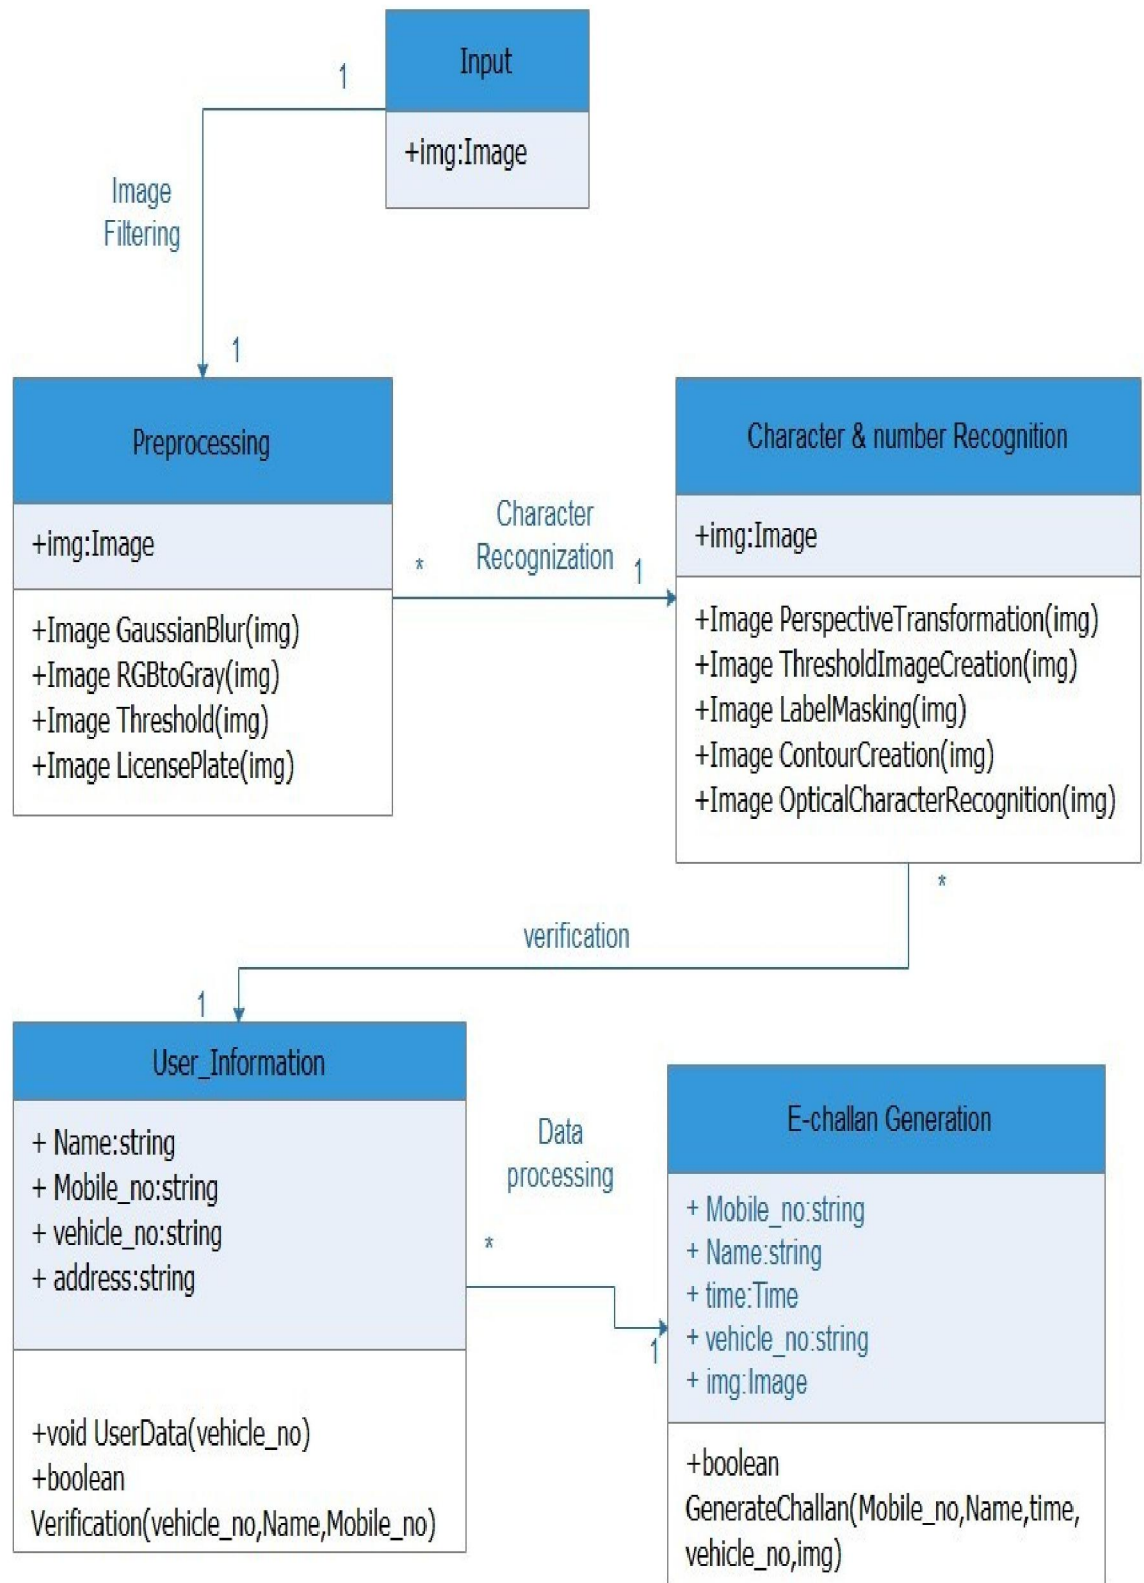 Input
1
+img:Image
Image
Filtering
1
Preprocessing
+img:Image
+Image GaussianBlur(img)
+Image RGBtoGray(img)
+Image Threshold(img)
+Image LicensePlate(img)
Character
Recognization
*
1
Character & number Recognition
+img:Image
+Image PerspectiveTransformation(img)
+Image ThresholdImageCreation(img)
+Image LabelMasking(img)
+Image ContourCreation(img)
+Image OpticalCharacterRecognition(img)
*
verification
1
User_Information
+ Name:string
+ Mobile_no:string
+ vehicle_no:string
+ address:string
+void UserData(vehicle_no)
+boolean
Verification(vehicle_no,Name,Mobile_no)
Data
processing
*
1
E-challan Generation
+ Mobile_no:string
+ Name:string
+ time:Time
+ vehicle_no:string
+ img:Image
+boolean
GenerateChallan(Mobile_no,Name,time,
vehicle_no,img)